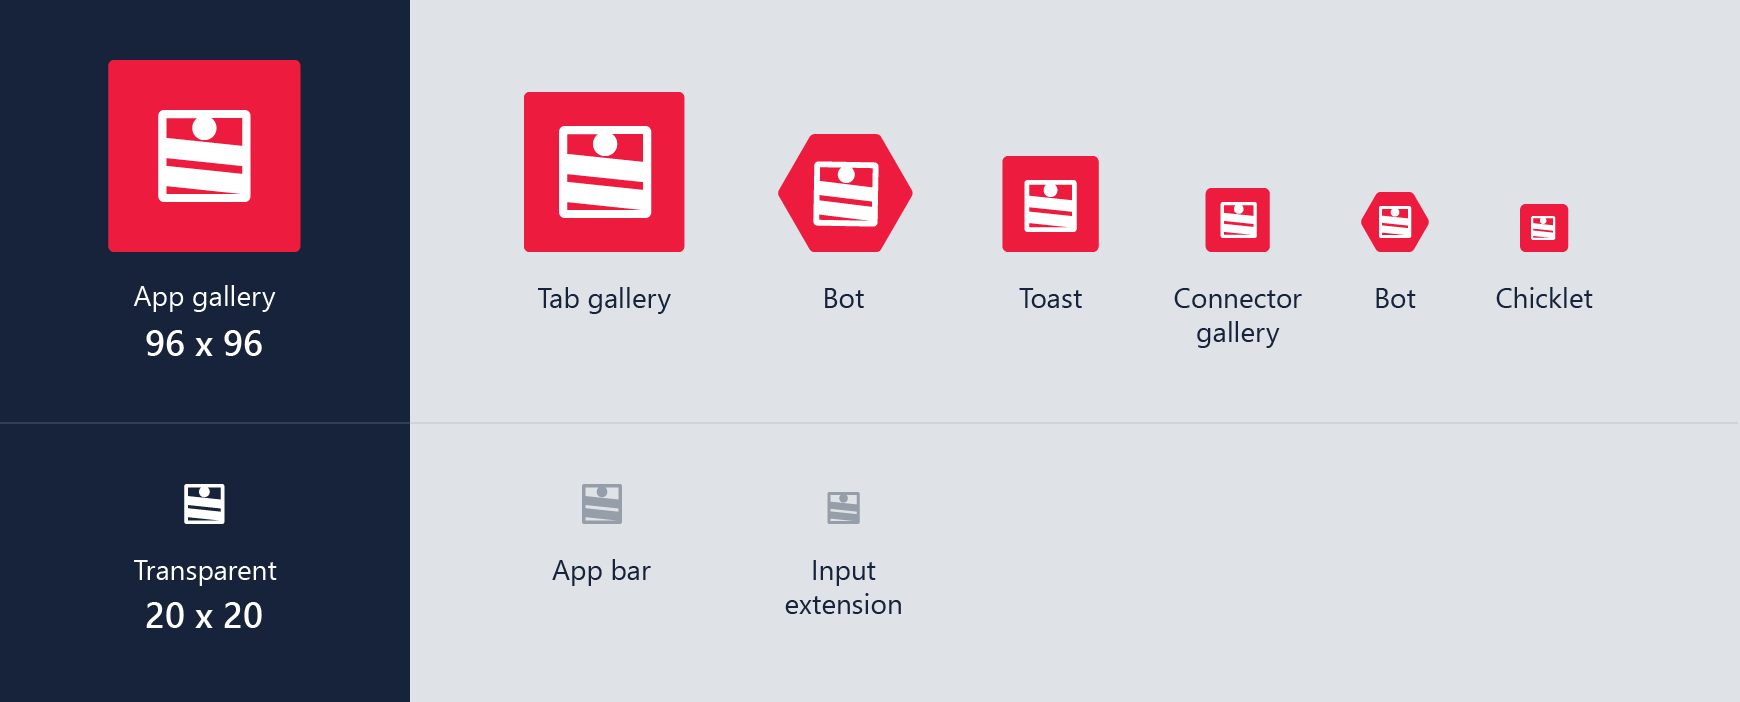 App gallery
96 x 96
Tab gallery
Bot
Toast
Connector
gallery
Bot
Chicklet
Transparent
20 x 20
App bar
Input
extension